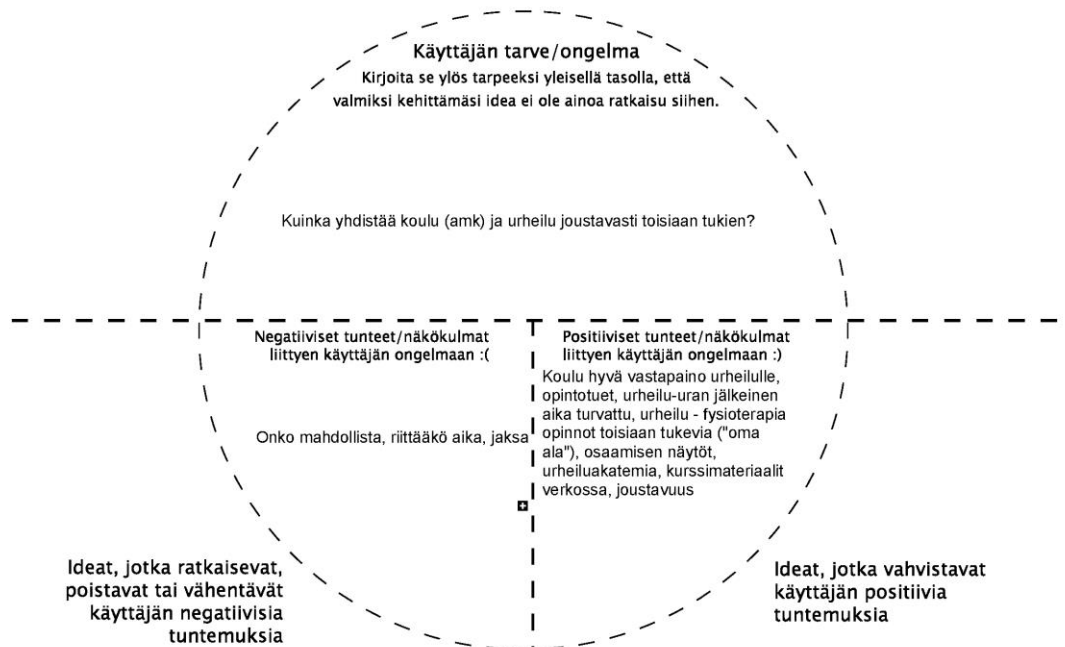 Käyttäjän tarve/ongelma
Kirjoita se ylös tarpeeksi yleisellä tasolla, että
valmiksi kehittämäsi idea ei ole ainoa ratkaisu siihen.
Kuinka yhdistää koulu (amk) ja urheilu joustavasti toisiaan tukien?
Negatiiviset tunteet/näkökulmat
liittyen käyttäjän ongelmaan :(
Onko mahdollista, riittääkö aika, jaksa
Positiiviset tunteet/näkökulmat
liittyen käyttäjän ongelmaan :)
Koulu hyvä vastapaino urheilulle,
opintotuet, urheilu-uran jälkeinen
aika turvattu, urheilu - fysioterapia
opinnot toisiaan tukevia ("oma
ala"), osaamisen näytöt,
urheiluakatemia, kurssimateriaalit
verkossa, joustavuus
Ideat, jotka ratkaisevat,
poistavat tai vähentävät
käyttäjän negatiivisia
tuntemuksia
Ideat, jotka vahvistavat
käyttäjän positiivia
tuntemuksia